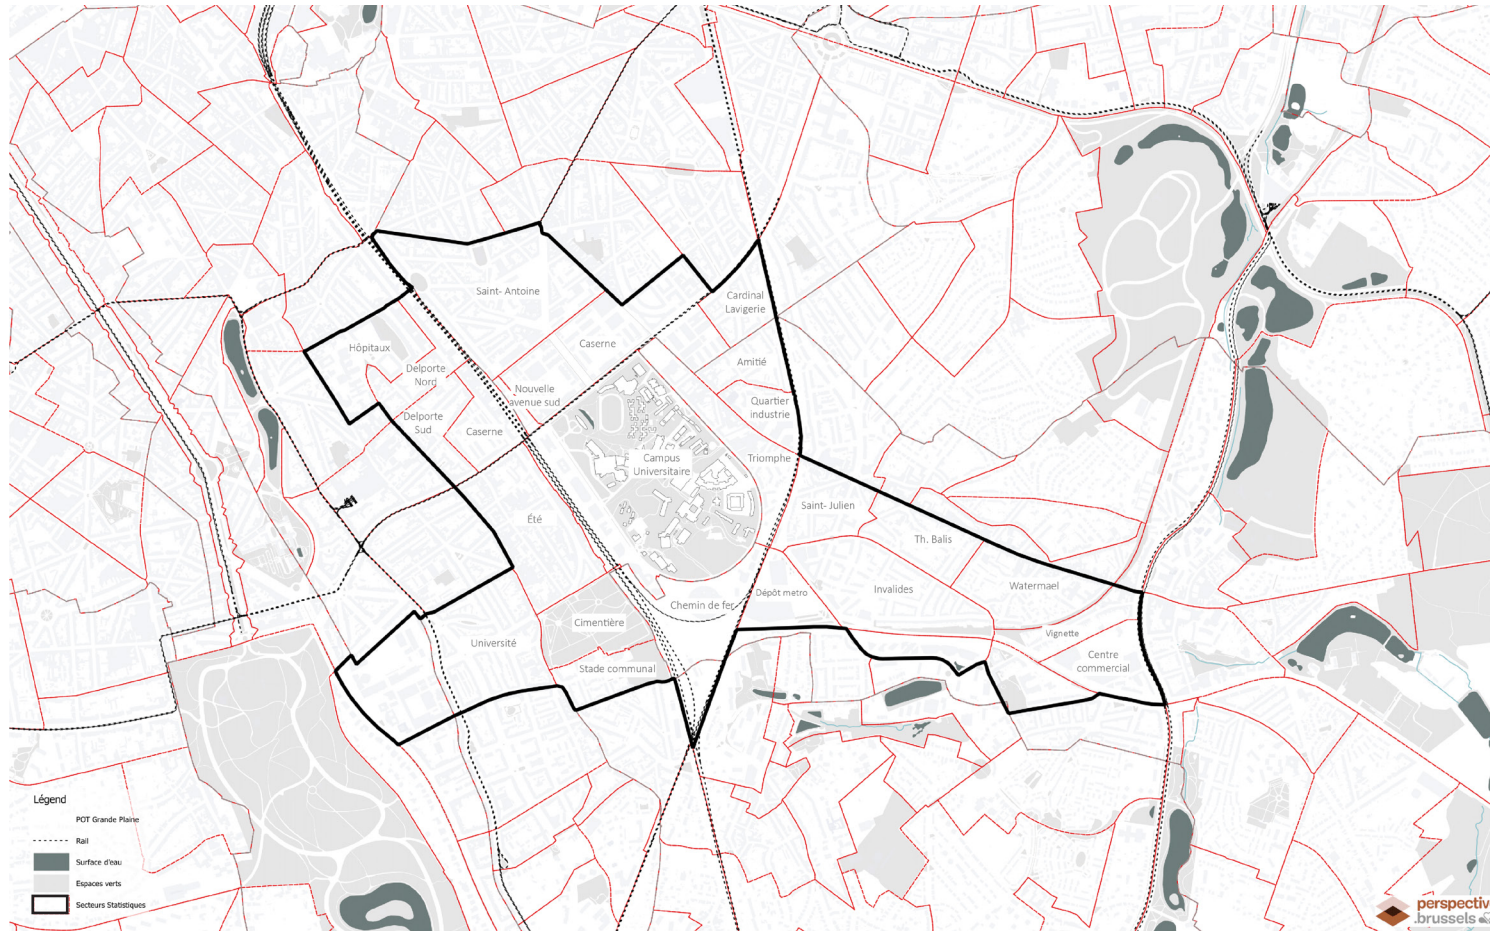 Saint- Antoine
Cardinal
Lavigerie
Caserne
Hôpitaux
Amitié
Delporte
Nord
Nouvelle
avenue sud
Quartier
industrie
Delporte
Sud
Caserne
Campus
Universitaire
Triomphe
Saint- Julien
Été
Th. Balis
Invalides
Watermael
Dépôt metro
Chemin de fer
Cimentière
Vignette
Université
Centre
commercial
Stade communal
Légend
POT Grande Plaine
Rail
Surface d'eau
Espaces verts
Secteurs Statistiques
perspectiv
.brussels